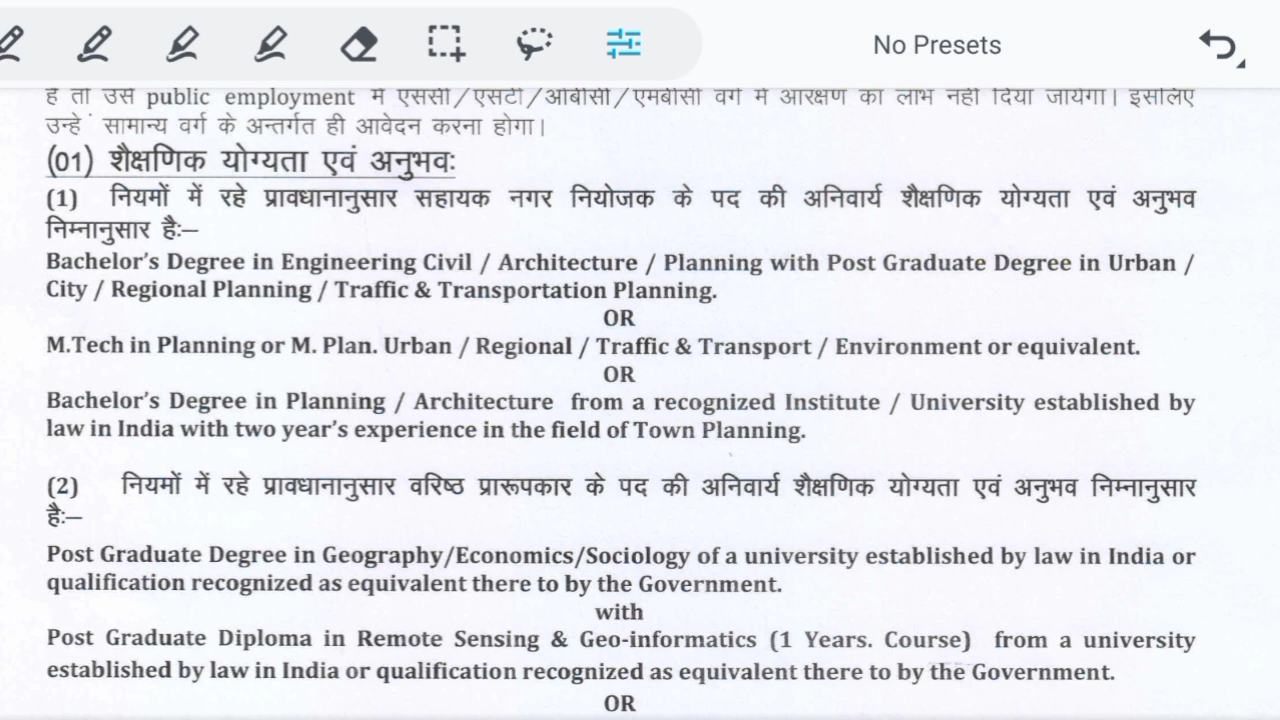 No Presets
है तो उसे public employment में एससी/एसटी/ओबीसी/एमबीसी वर्ग में आरक्षण का लाभ नहीं दिया जायेगा। इसलिए
उन्हें सामान्य वर्ग के अन्तर्गत ही आवेदन करना होगा।
(01) शैक्षणिक योग्यता एवं अनुभवः
(1) नियमों में रहे प्रावधानानुसार सहायक नगर नियोजक के पद की अनिवार्य शैक्षणिक योग्यता एवं अनुभव
निम्नानुसार हैः–
Bachelor's Degree in Engineering Civil / Architecture / Planning with Post Graduate Degree in Urban /
City / Regional Planning / Traffic & Transportation Planning.
OR
M.Tech in Planning or M. Plan. Urban / Regional / Traffic & Transport / Environment or equivalent.
OR
Bachelor's Degree in Planning / Architecture from a recognized Institute / University established by
law in India with two year's experience in the field of Town Planning.
(2) नियमों में रहे प्रावधानानुसार वरिष्ठ प्रारूपकार के पद की अनिवार्य शैक्षणिक योग्यता एवं अनुभव निम्नानुसार
हैः–
Post Graduate Degree in Geography/Economics/Sociology of a university established by law in India or
qualification recognized as equivalent there to by the Government.
with
Post Graduate Diploma in Remote Sensing & Geo-informatics (1 Years. Course) from a university
established by law in India or qualification recognized as equivalent there to by the Government.
OR